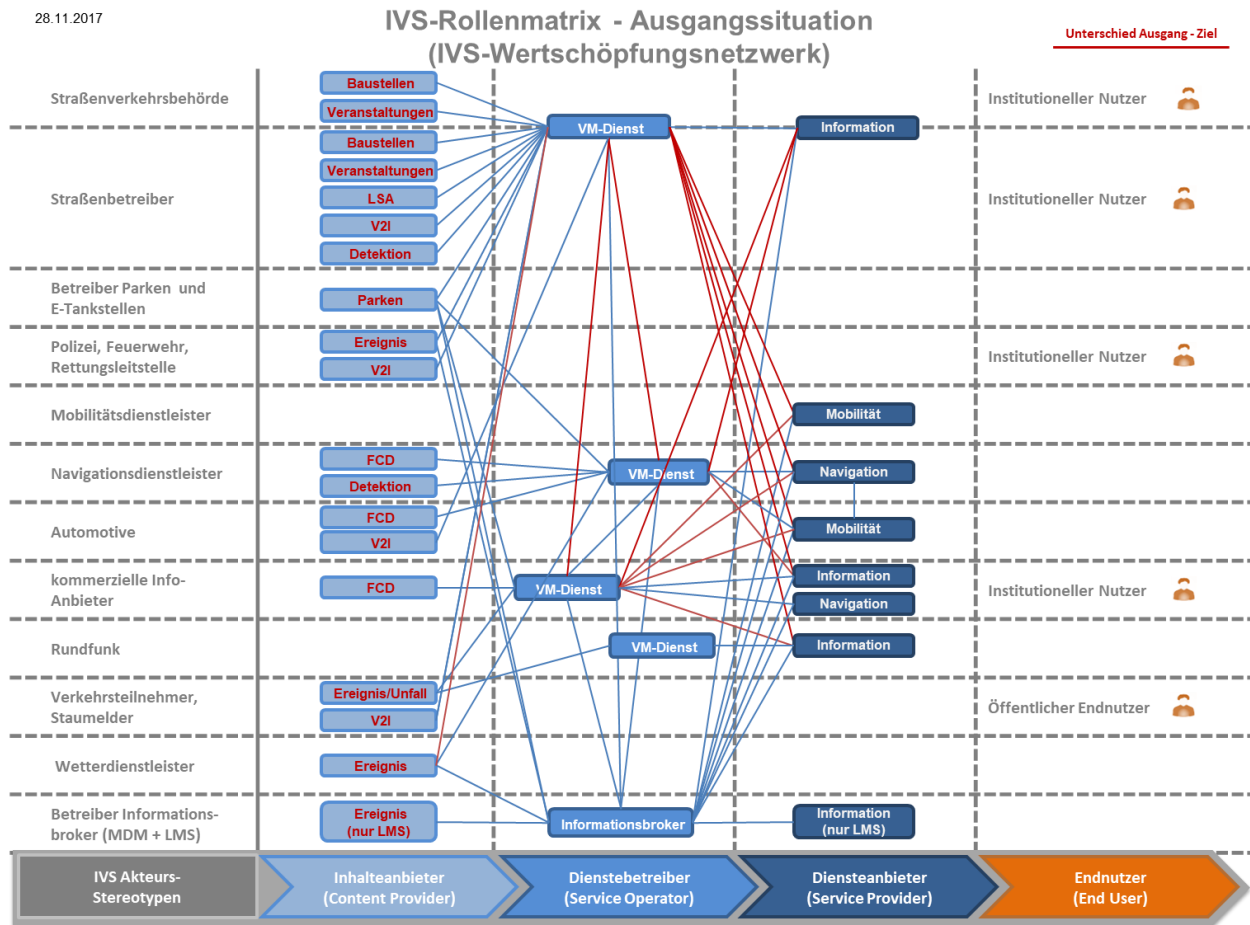 28.11.2017
IVS-Rollenmatrix - Ausgangssituation
(IVS-Wertschöpfungsnetzwerk)
Unterschied Ausgang - Ziel
Straßenverkehrsbehörde
Baustellen
Veranstaltungen
VM-Dienst
Information
Institutioneller Nutzer
Straßenbetreiber
Baustellen
Veranstaltungen
LSA
V2I
Detektion
Institutioneller Nutzer
Betreiber Parken und
E-Tankstellen
Parken
Polizei, Feuerwehr,
Rettungsleitstelle
Ereignis
V2I
Institutioneller Nutzer
Mobilitätsdienstleister
Mobilität
Navigationsdienstleister
FCD
Detektion
VM-Dienst
Navigation
Automotive
FCD
V2I
Mobilität
kommerzielle Info-
Anbieter
FCD
VM-Dienst
Information
Navigation
Institutioneller Nutzer
Rundfunk
VM-Dienst
Information
Verkehrsteilnehmer,
Staumelder
Ereignis/Unfall
V2I
Öffentlicher Endnutzer
Wetterdienstleister
Ereignis
Betreiber Informations-
broker (MDM + LMS)
Ereignis
(nur LMS)
Informationsbroker
Information
(nur LMS)
IVS Akteurs-
Stereotypen
Inhalteanbieter
(Content Provider)
Dienstebetreiber
(Service Operator)
Diensteanbieter
(Service Provider)
Endnutzer
(End User)